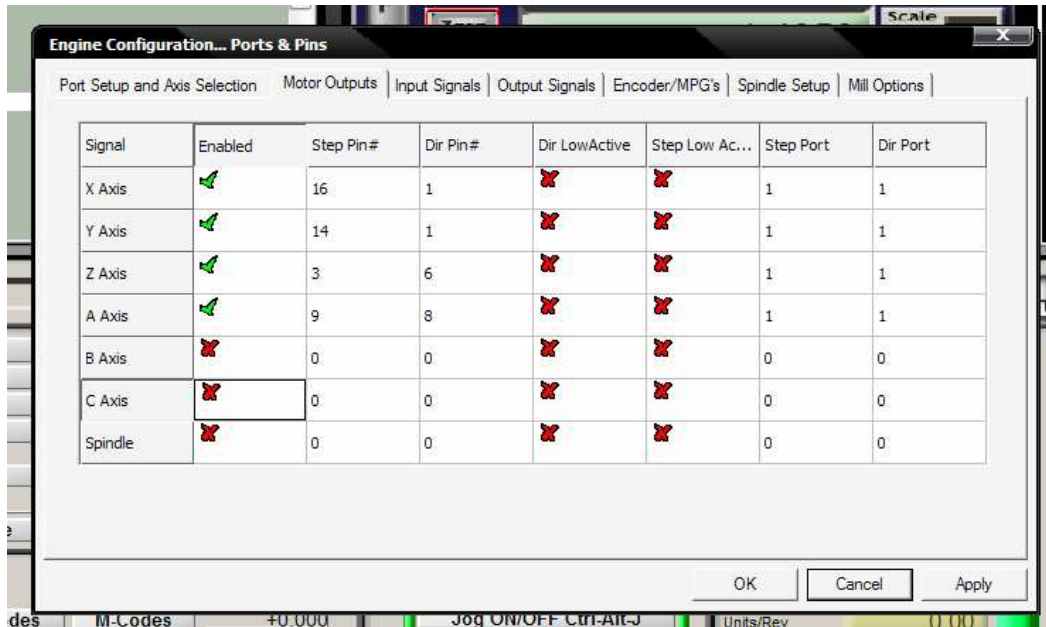 Scale
Engine Configuration... Ports & Pins
X
Port Setup and Axis Selection Motor Outputs Input Signals Output Signals Encoder/MPG's Spindle Setup Mill Options
Signal Enabled Step Pin# Dir Pin# Dir LowActive Step Low Ac... Step Port Dir Port
X Axis 16 1 1 1
Y Axis 14 1 1 1
Z Axis 3 6 1 1
A Axis 9 8 1 1
B Axis 0 0 0 0
C Axis 0 0 0 0
Spindle 0 0 0 0
OK Cancel Apply
des M-Codes +0.000 Jog ON/OFF Ctrl-Alt-J Units/Rev 0.00